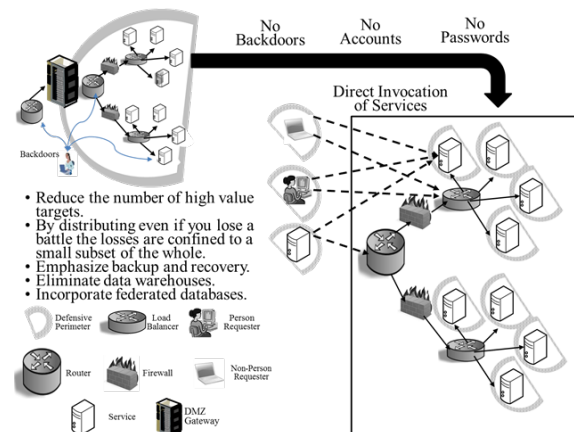 No
Backdoors
No
Accounts
No
Passwords
Direct Invocation
of Services
Backdoors
• Reduce the number of high value
targets.
• By distributing even if you lose a
battle the losses are confined to a
small subset of the whole.
• Emphasize backup and recovery.
• Eliminate data warehouses.
• Incorporate federated databases.
Defensive
Perimeter
Load
Balancer
Person
Requester
Router
Firewall
Non-Person
Requester
Service
DMZ
Gateway